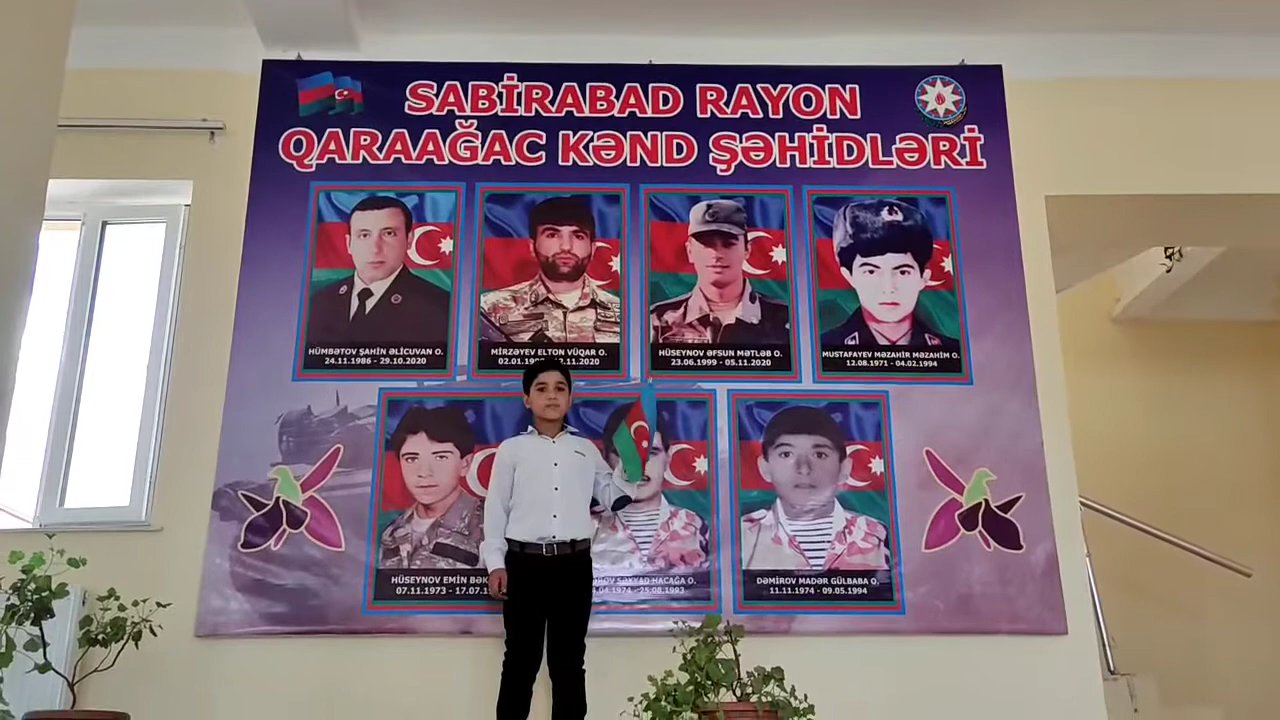 SABİRABAD RAYON
QARAAĞAC KƏND ŞƏHİDLƏRİ
HÜMBƏTOV ŞAHİN ƏLİCUVAN O.
24.11.1986 - 29.10.2020
MİRZƏYEV ELTON VÜQAR O.
HÜSEYNOV ƏFSUN MƏTLƏB O.
23.06.1999 - 05.11.2020
MUSTAFAYEV MƏZAHİR MƏZAHİM O.
12.08.1971 - 04.02.1994
HÜSEYNOV EMİN
07.11.1973 -
HACAĞA O.
1974 - 25.08.1993
DƏMİROV MADƏR GÜLBABA O.
11.11.1974 - 09.05.1994